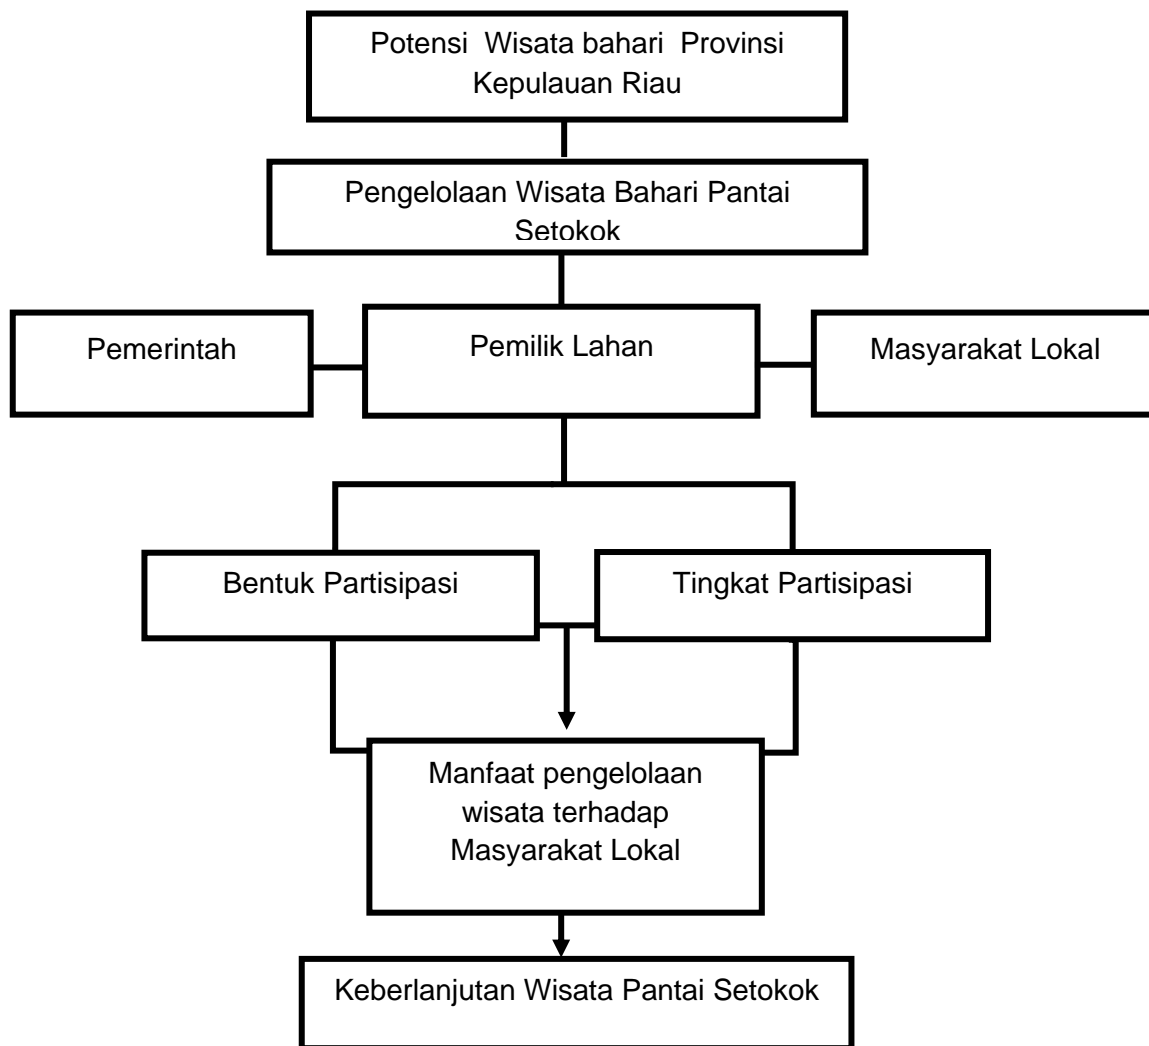 Potensi Wisata bahari Provinsi
Kepulauan Riau
Pengelolaan Wisata Bahari Pantai
Setokok
Pemerintah
Pemilik Lahan
Masyarakat Lokal
Bentuk Partisipasi
Tingkat Partisipasi
Manfaat pengelolaan
wisata terhadap
Masyarakat Lokal
Keberlanjutan Wisata Pantai Setokok